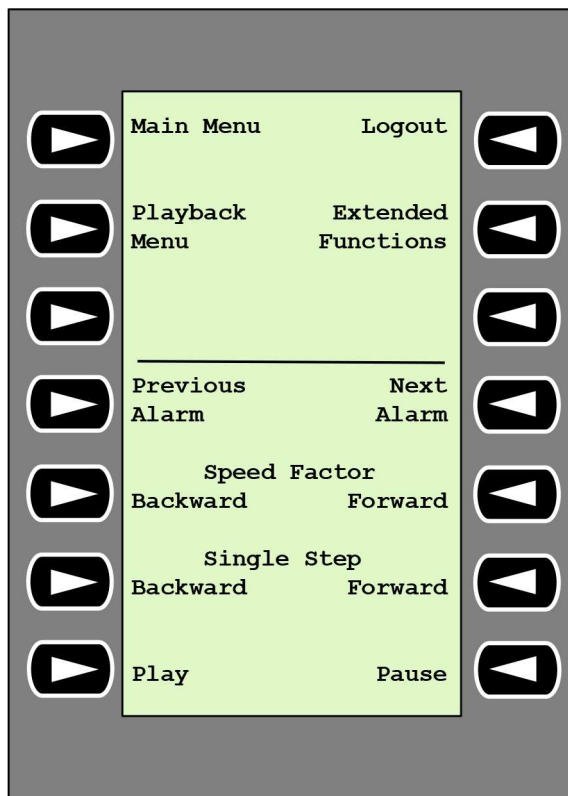 Main Menu Logout
Playback Extended
Menu Functions
Previous Next
Alarm Alarm
Speed Factor
Backward Forward
Single Step
Backward Forward
Play Pause